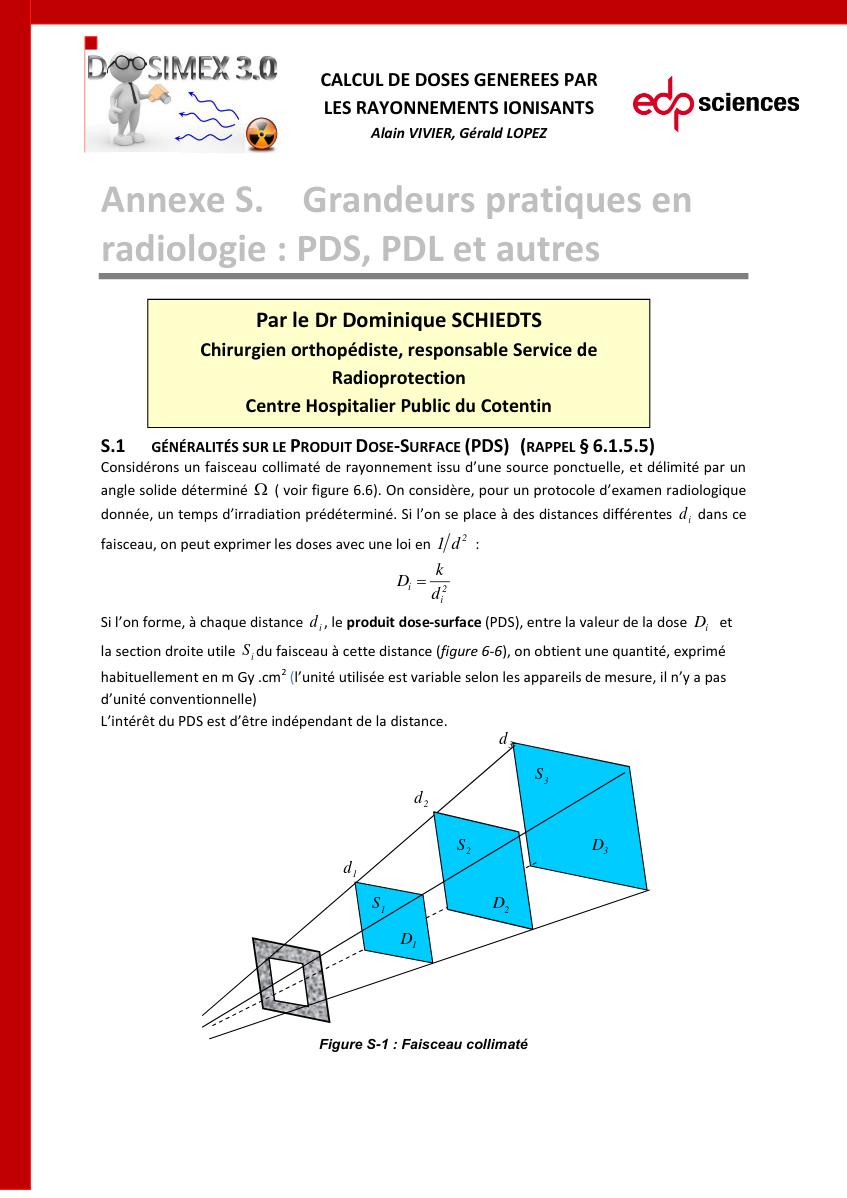 DOSIMEX 3.0
CALCUL DE DOSES GENEREES PAR
LES RAYONNEMENTS IONISANTS
Alain VIVIER, Gérald LOPEZ
edp sciences
Annexe S. Grandeurs pratiques en
radiologie : PDS, PDL et autres
Par le Dr Dominique SCHIEDTS
Chirurgien orthopédiste, responsable Service de
Radioprotection
Centre Hospitalier Public du Cotentin
S.1 GÉNÉRALITÉS SUR LE PRODUIT DOSE-SURFACE (PDS) (RAPPEL § 6.1.5.5)
Considérons un faisceau collimaté de rayonnement issu d'une source ponctuelle, et délimité par un
angle solide déterminé Ω ( voir figure 6.6). On considère, pour un protocole d'examen radiologique
donnée, un temps d'irradiation prédéterminé. Si l'on se place à des distances différentes d_i dans ce
faisceau, on peut exprimer les doses avec une loi en 1/d² :
D_i = k / d_i²
Si l'on forme, à chaque distance d_i, le produit dose-surface (PDS), entre la valeur de la dose D_i et
la section droite utile S_i du faisceau à cette distance (figure 6-6), on obtient une quantité, exprimé
habituellement en m Gy .cm² (l'unité utilisée est variable selon les appareils de mesure, il n'y a pas
d'unité conventionnelle)
L'intérêt du PDS est d'être indépendant de la distance.
d_3
S_3
d_2
S_2
D_3
d_1
S_1
D_2
D_1
Figure S-1 : Faisceau collimaté